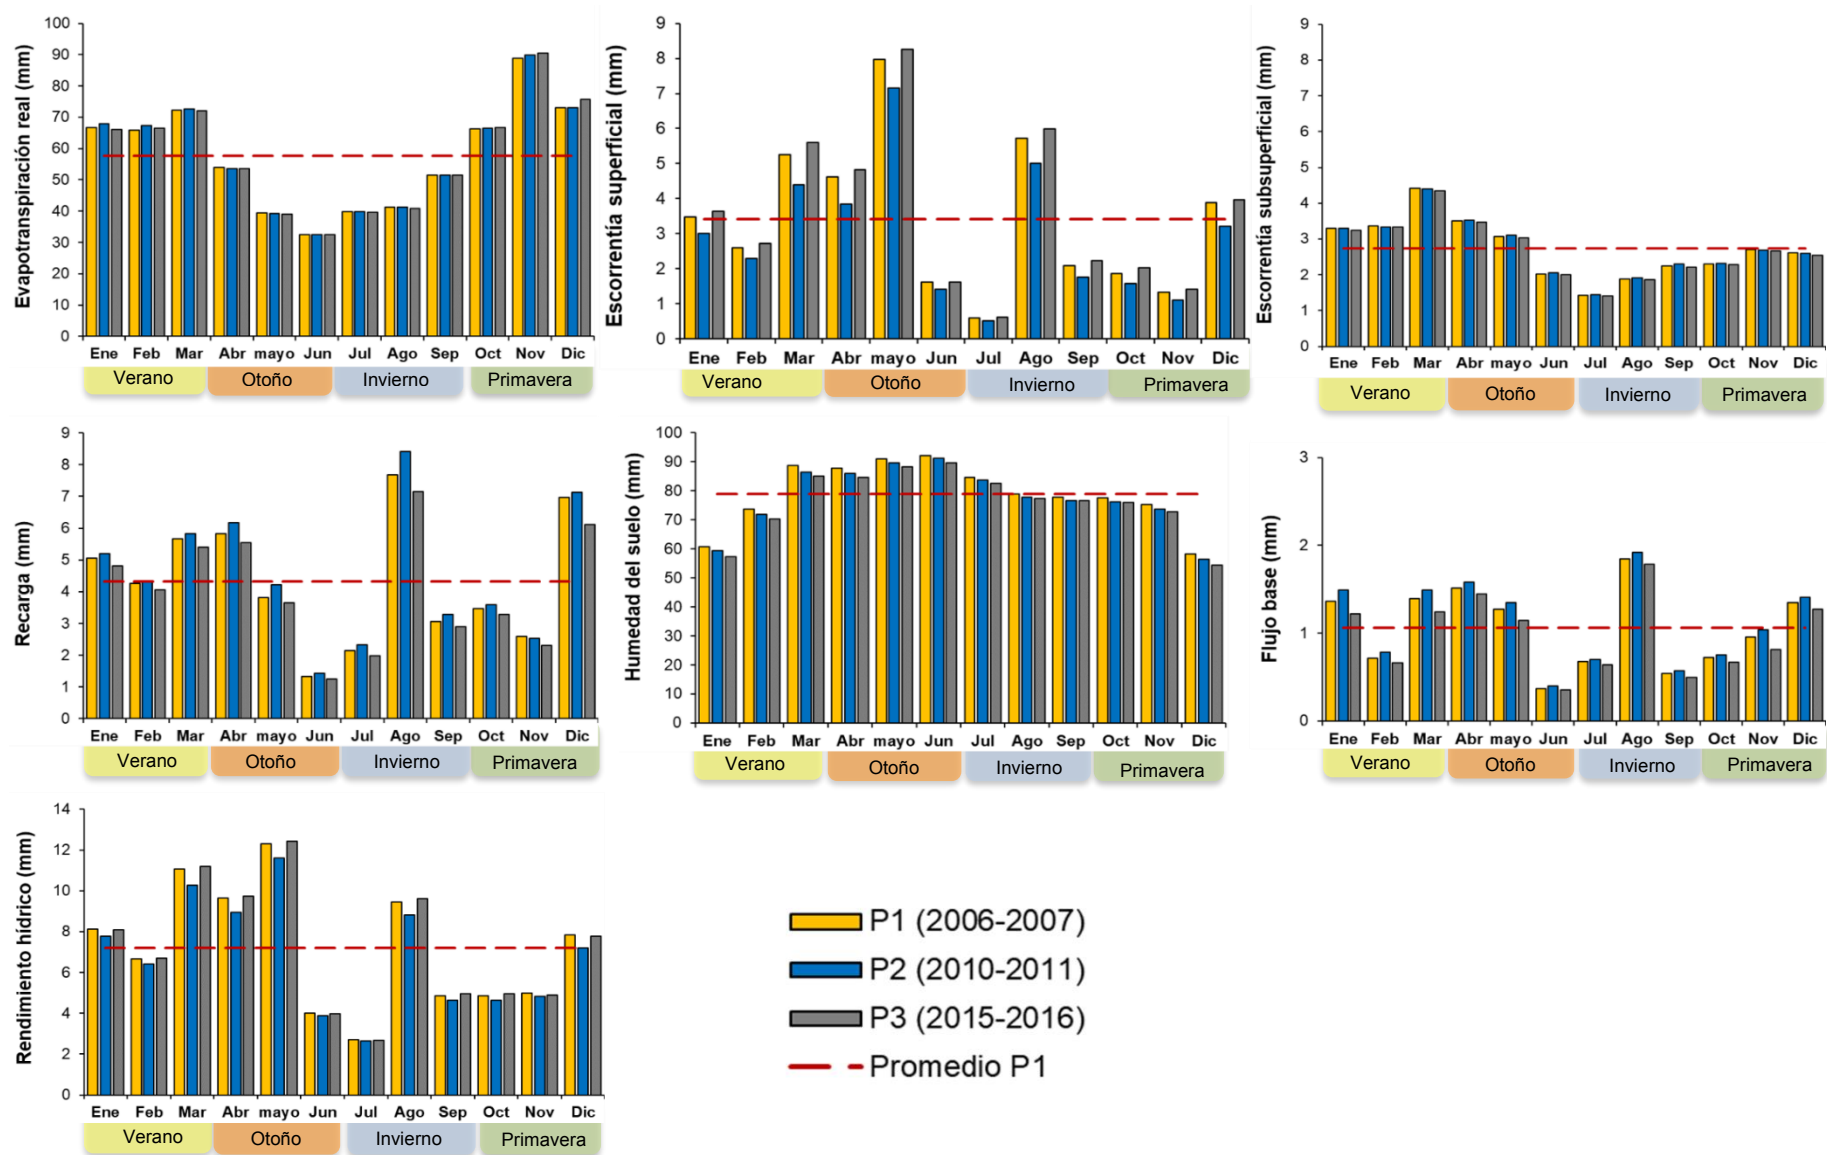 Evapotranspiración real (mm)
100
90
80
70
60
50
40
30
20
10
0
Ene Feb Mar Abr mayo Jun Jul Ago Sep Oct Nov Dic
Verano Otoño Invierno Primavera
Escorrentía superficial (mm)
9
8
7
6
5
4
3
2
1
0
Ene Feb Mar Abr mayo Jun Jul Ago Sep Oct Nov Dic
Verano Otoño Invierno Primavera
Escorrentía subsuperficial (mm)
9
8
7
6
5
4
3
2
1
0
Ene Feb Mar Abr mayo Jun Jul Ago Sep Oct Nov Dic
Verano Otoño Invierno Primavera
Recarga (mm)
9
8
7
6
5
4
3
2
1
0
Ene Feb Mar Abr mayo Jun Jul Ago Sep Oct Nov Dic
Verano Otoño Invierno Primavera
Humedad del suelo (mm)
100
90
80
70
60
50
40
30
20
10
0
Ene Feb Mar Abr mayo Jun Jul Ago Sep Oct Nov Dic
Verano Otoño Invierno Primavera
Flujo base (mm)
3
2
1
0
Ene Feb Mar Abr mayo Jun Jul Ago Sep Oct Nov Dic
Verano Otoño Invierno Primavera
Rendimiento hídrico (mm)
14
12
10
8
6
4
2
0
Ene Feb Mar Abr mayo Jun Jul Ago Sep Oct Nov Dic
Verano Otoño Invierno Primavera
P1 (2006-2007)
P2 (2010-2011)
P3 (2015-2016)
Promedio P1